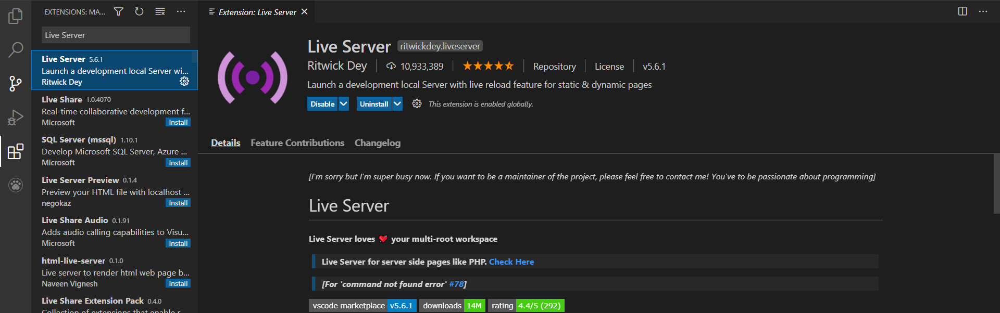 EXTENSIONS: MA...
Live Server
Live Server 5.6.1
Launch a development local Server wi...
Ritwick Dey
Live Share 1.0.4070
Real-time collaborative development f...
Microsoft Install
SQL Server (mssql) 1.10.1
Develop Microsoft SQL Server, Azure ...
Microsoft Install
Live Server Preview 0.1.4
Preview your HTML file with localhost ...
negokaz Install
Live Share Audio 0.1.91
Adds audio calling capabilities to Visu...
Microsoft Install
html-live-server 0.1.0
Live server to render html web page b...
Naveen Vignesh Install
Live Share Extension Pack 0.4.0
Collection of extensions that enable r...
Extension: Live Server
Live Server ritwickdey.liveserver
Ritwick Dey 10,933,389 Repository License v5.6.1
Launch a development local Server with live reload feature for static & dynamic pages
Disable Uninstall This extension is enabled globally.
Details Feature Contributions Changelog
[I'm sorry but I'm super busy now. If you want to be a maintainer of the project, please feel free to contact me! You've to be passionate about programming]
Live Server
Live Server loves ❤️ your multi-root workspace
Live Server for server side pages like PHP. Check Here
[For 'command not found error' #78]
vscode marketplace v5.6.1 downloads 14M rating 4.4/5 (292)